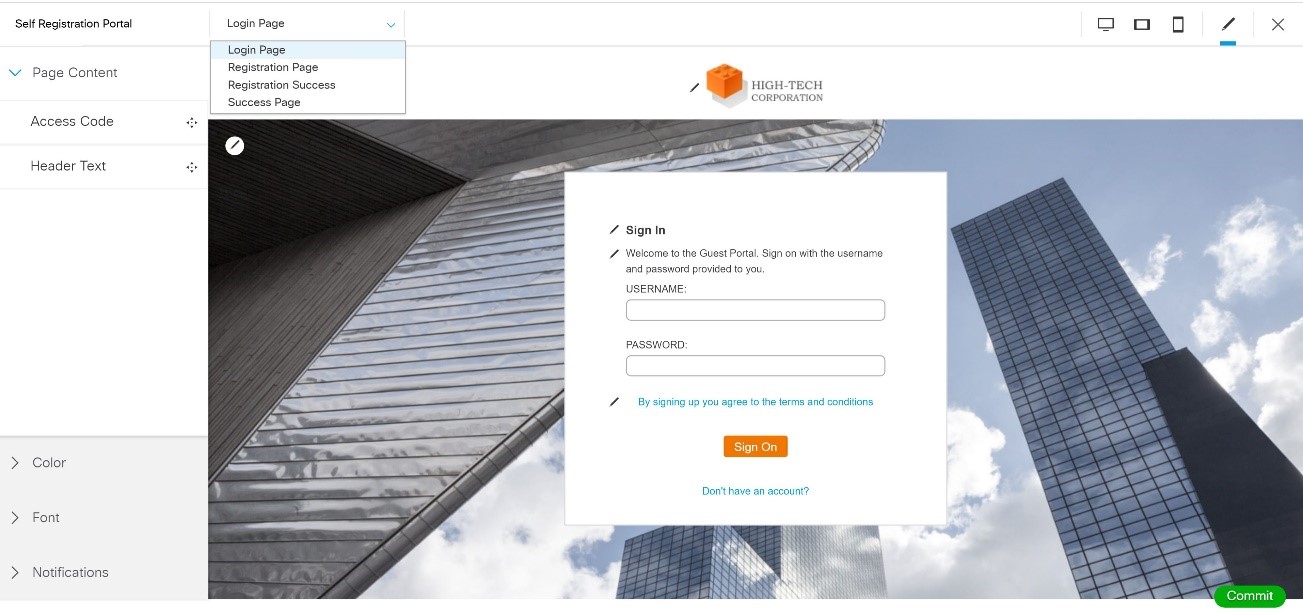 Self Registration Portal
Login Page
Login Page
Registration Page
Registration Success
Success Page
Page Content
Access Code
Header Text
Color
Font
Notifications
HIGH-TECH
CORPORATION
Sign In
Welcome to the Guest Portal. Sign on with the username
and password provided to you.
USERNAME:
PASSWORD:
By signing up you agree to the terms and conditions
Sign On
Don't have an account?
Commit